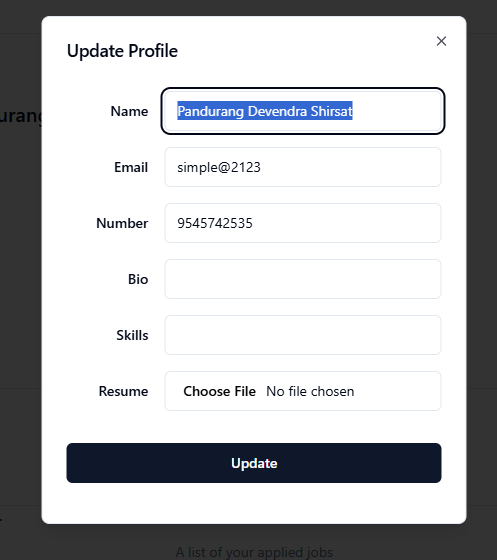 Update Profile
urang
Name Pandurang Devendra Shirsat
Email simple@2123
Number 9545742535
Bio
Skills
Resume Choose File No file chosen
Update
A list of your applied jobs